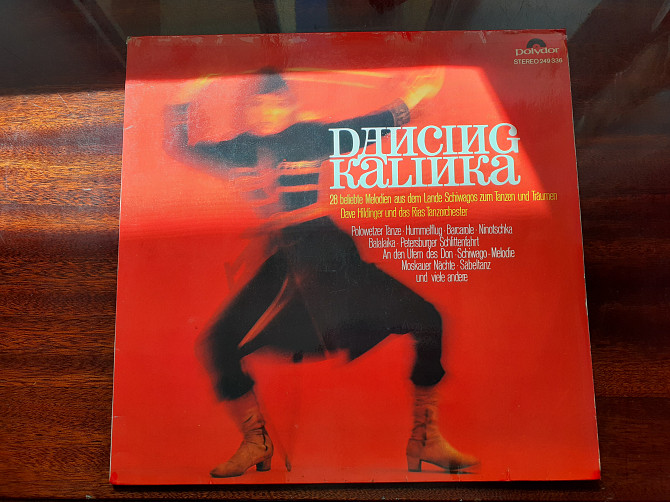 polydor
STEREO 249 336
DANCING
KALINKA
28 beliebte Melodien aus dem Lande Schiwagos zum Tanzen und Träumen
Dave Hildinger und das Rias Tanzorchester
Polowetzer Tänze · Hummelflug · Barcarole · Ninotschka
Balalaika · Petersburger Schlittenfahrt
An den Ufern des Don · Schiwago - Melodie
Moskauer Nächte · Säbeltanz
und viele andere